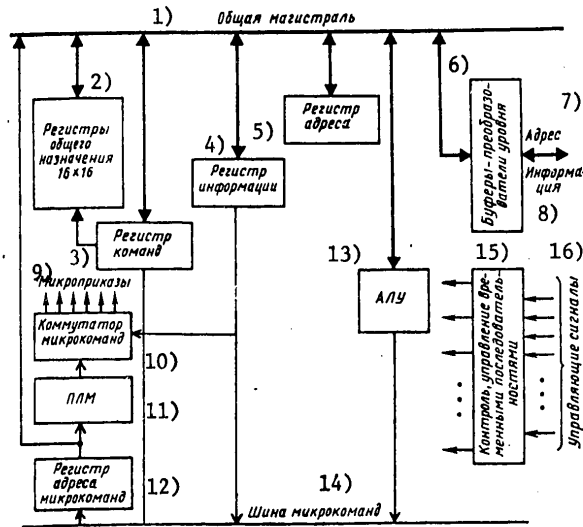 1)
Общая магистраль
2)
Регистры
общего
назначения
16×16
3)
Регистр
команд
4)
5)
Регистр
информации
Регистр
адреса
6)
Буферы-преобразо-
ватели уровня
7)
Адрес
Информа-
ция
8)
9)
Микроприказы
Коммутатор
микрокоманд
10)
ПЛМ
11)
Регистр
адреса
микрокоманд
12)
13)
АЛУ
14)
Шина микрокоманд
15)
Контроль, управление вре-
менными последователь-
ностями
16)
Управляющие сигналы